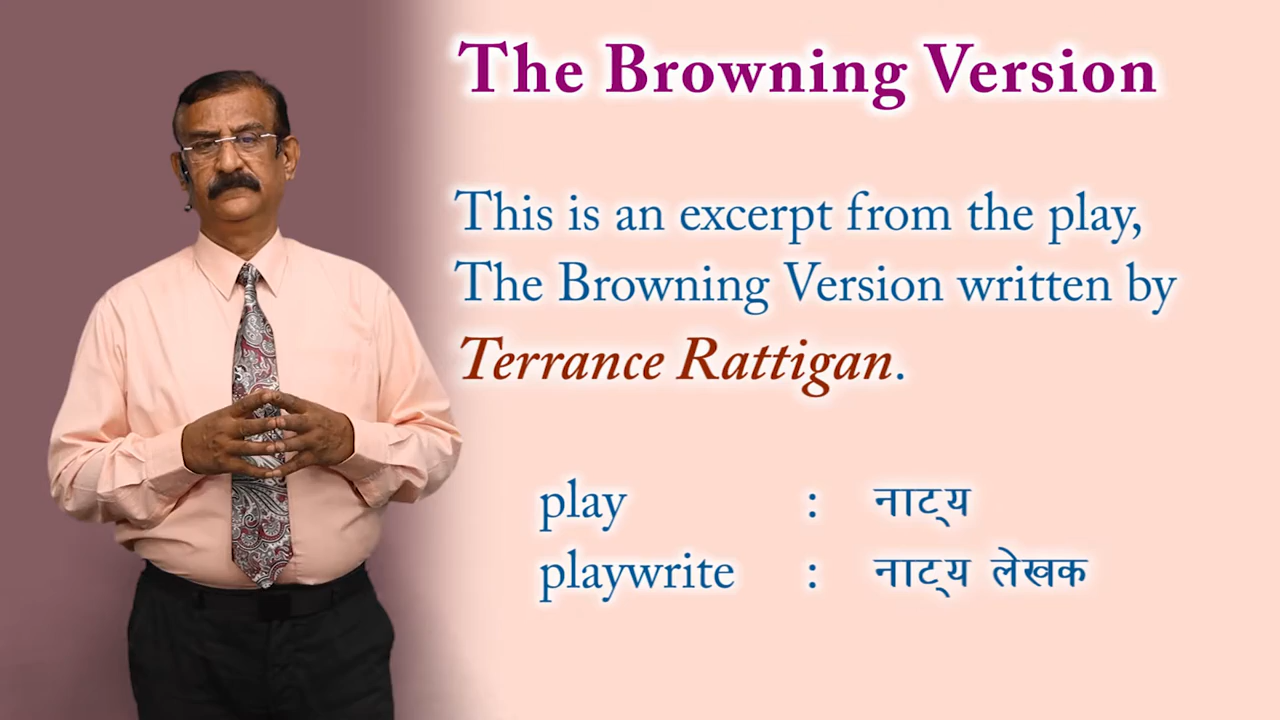 The Browning Version
This is an excerpt from the play,
The Browning Version written by
Terrance Rattigan.
play : नाट्य
playwrite : नाट्य लेखक